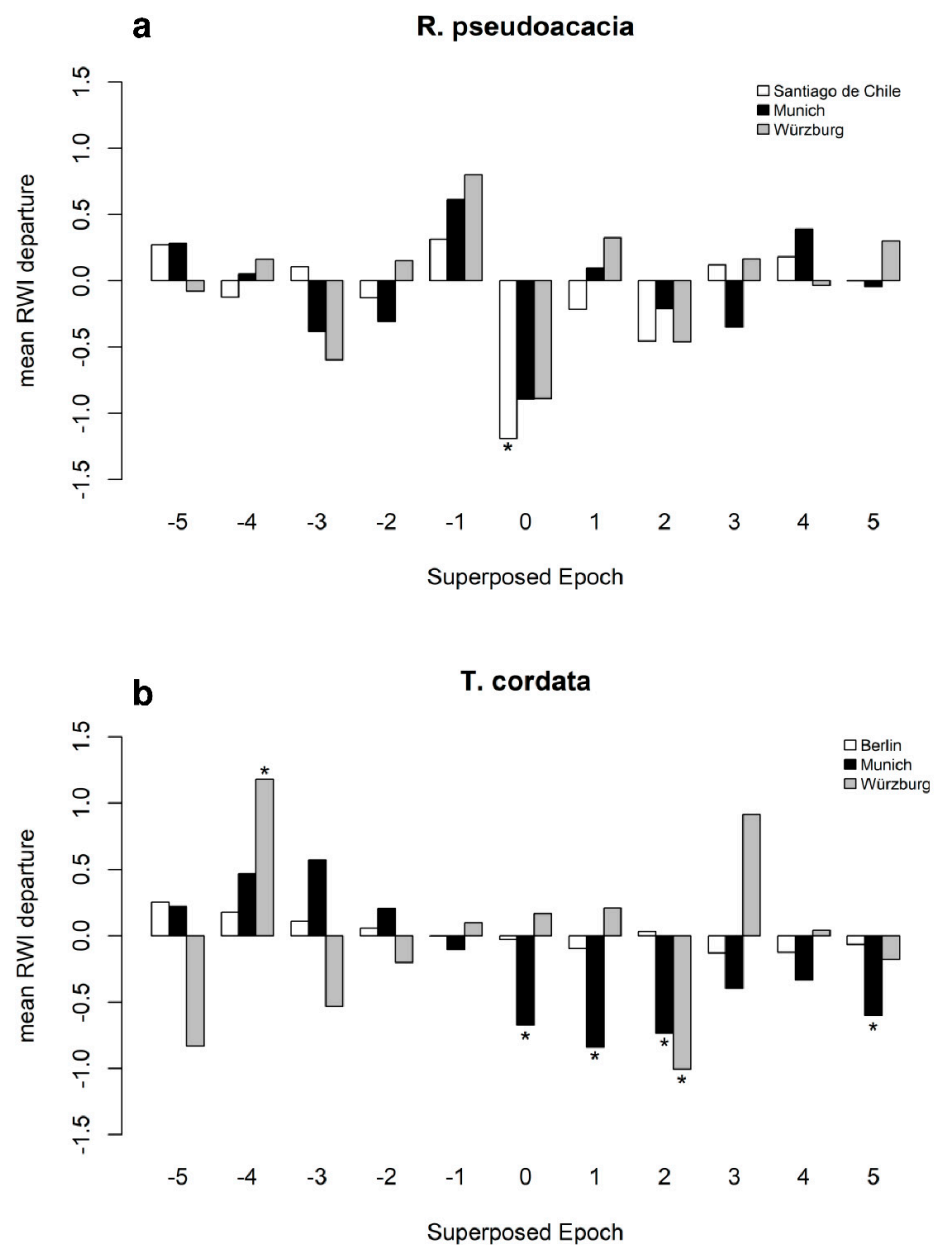 a
R. pseudoacacia
Santiago de Chile
Munich
Würzburg
mean RWI departure
1.5
1.0
0.5
0.0
-0.5
-1.0
-1.5
*
-5 -4 -3 -2 -1 0 1 2 3 4 5
Superposed Epoch
b
T. cordata
Berlin
Munich
Würzburg
mean RWI departure
1.5
1.0
0.5
0.0
-0.5
-1.0
-1.5
*
* * * * *
-5 -4 -3 -2 -1 0 1 2 3 4 5
Superposed Epoch